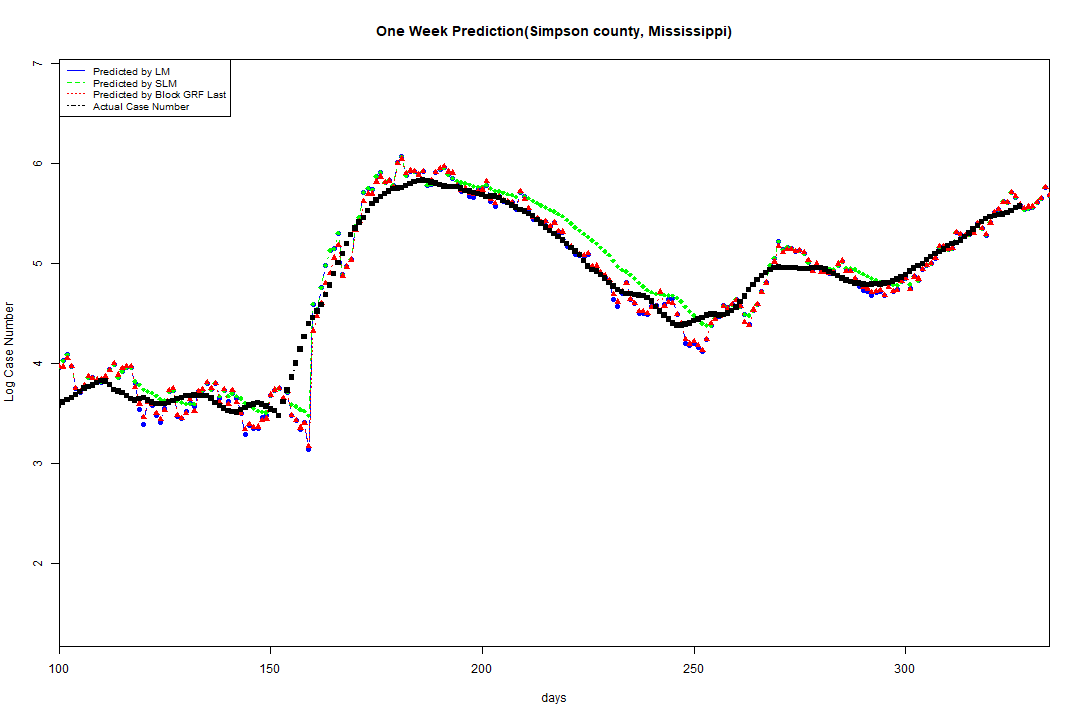 One Week Prediction(Simpson county, Mississippi)
Predicted by LM
Predicted by SLM
Predicted by Block GRF Last
Actual Case Number
7
6
5
4
3
2
Log Case Number
100 150 200 250 300
days